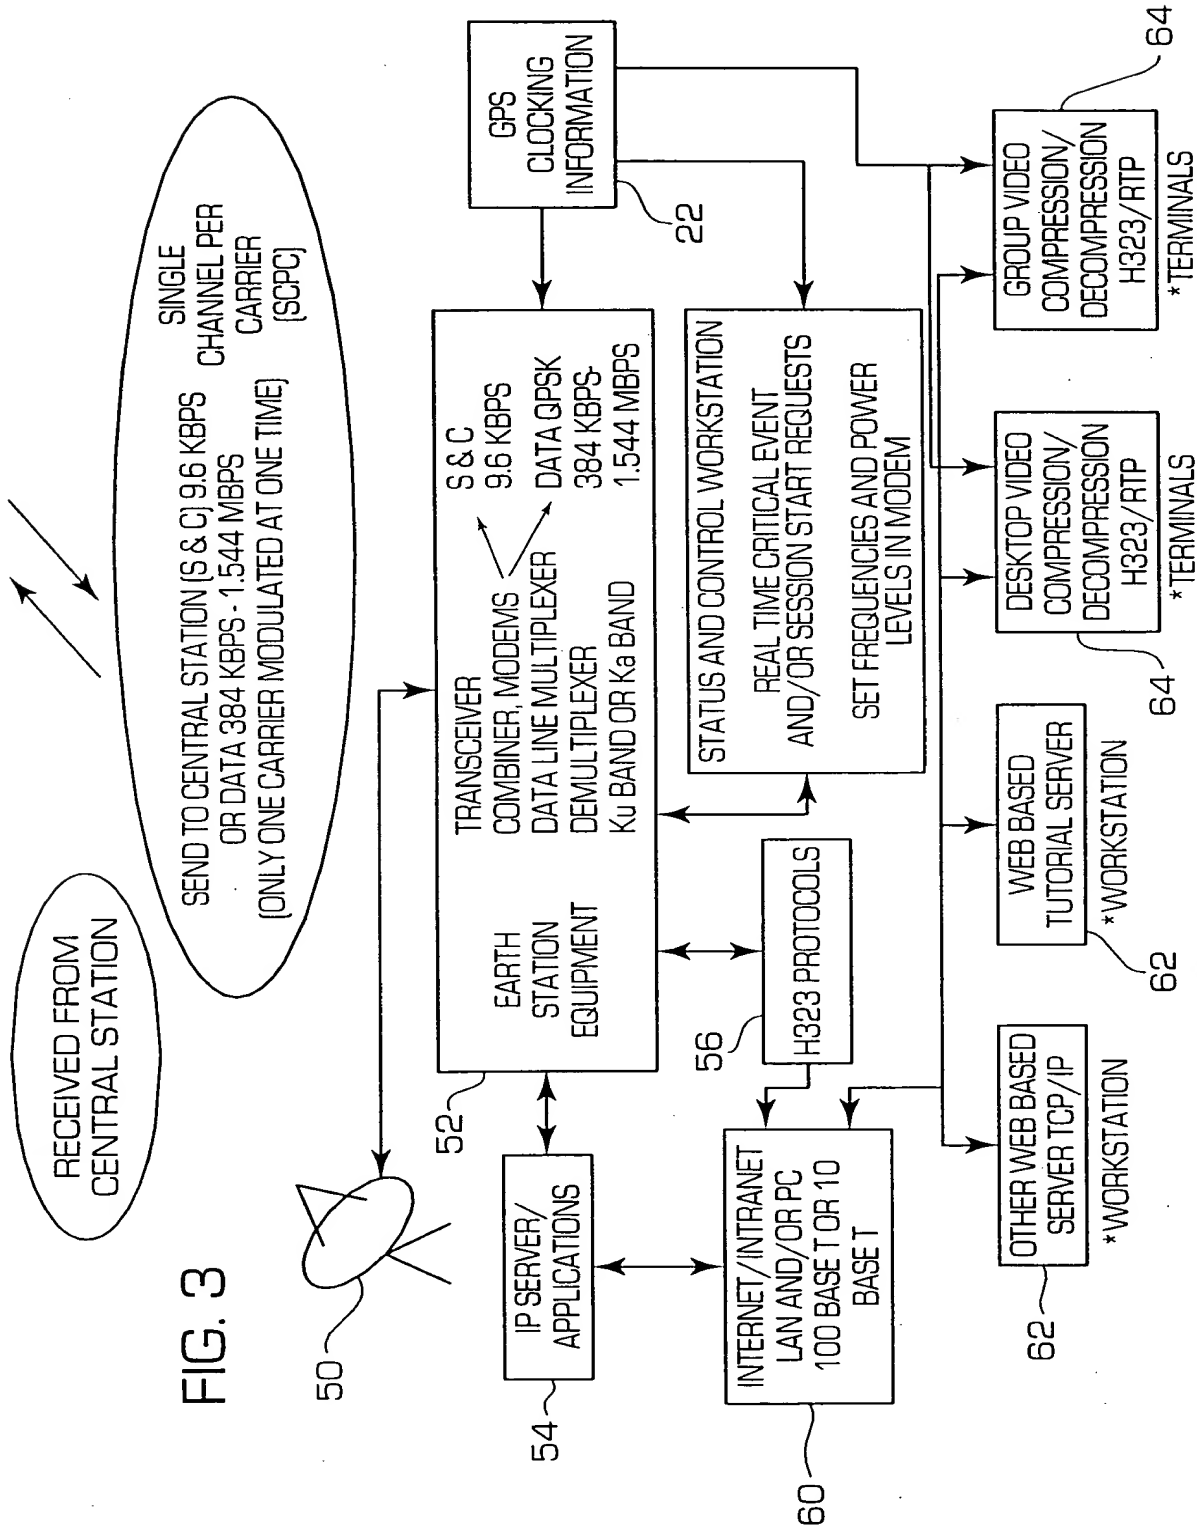 FIG. 3
RECEIVED FROM
CENTRAL STATION
SEND TO CENTRAL STATION (S & C) 9.6 KBPS
OR DATA 384 KBPS - 1.544 MBPS
(ONLY ONE CARRIER MODULATED AT ONE TIME)
SINGLE
CHANNEL PER
CARRIER
(SCPC)
50
52
EARTH
STATION
EQUIPMENT
TRANSCEIVER
COMBINER, MODEMS
DATA LINE MULTIPLEXER
DEMULTIPLEXER
Ku BAND OR Ka BAND
S & C
9.6 KBPS
DATA QPSK
384 KBPS-
1.544 MBPS
GPS
CLOCKING
INFORMATION
22
54
IP SERVER/
APPLICATIONS
56
H323 PROTOCOLS
STATUS AND CONTROL WORKSTATION
REAL TIME CRITICAL EVENT
AND/OR SESSION START REQUESTS
SET FREQUENCIES AND POWER
LEVELS IN MODEM
60
INTERNET/INTRANET
LAN AND/OR PC
100 BASE T OR 10
BASE T
62
OTHER WEB BASED
SERVER TCP/IP
*WORKSTATION
62
WEB BASED
TUTORIAL SERVER
*WORKSTATION
64
DESKTOP VIDEO
COMPRESSION/
DECOMPRESSION
H323/RTP
*TERMINALS
64
GROUP VIDEO
COMPRESSION/
DECOMPRESSION
H323/RTP
*TERMINALS